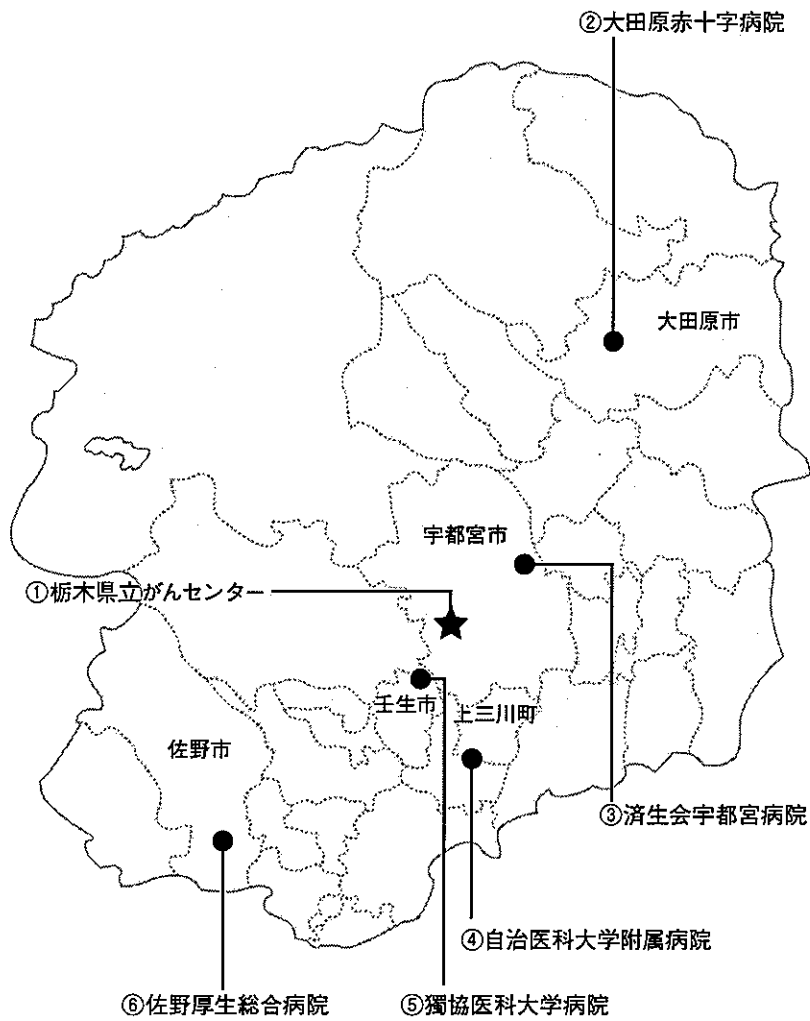 ②大田原赤十字病院
大田原市
宇都宮市
①栃木県立がんセンター
壬生市
上三川町
佐野市
③済生会宇都宮病院
④自治医科大学附属病院
⑥佐野厚生総合病院
⑤獨協医科大学病院